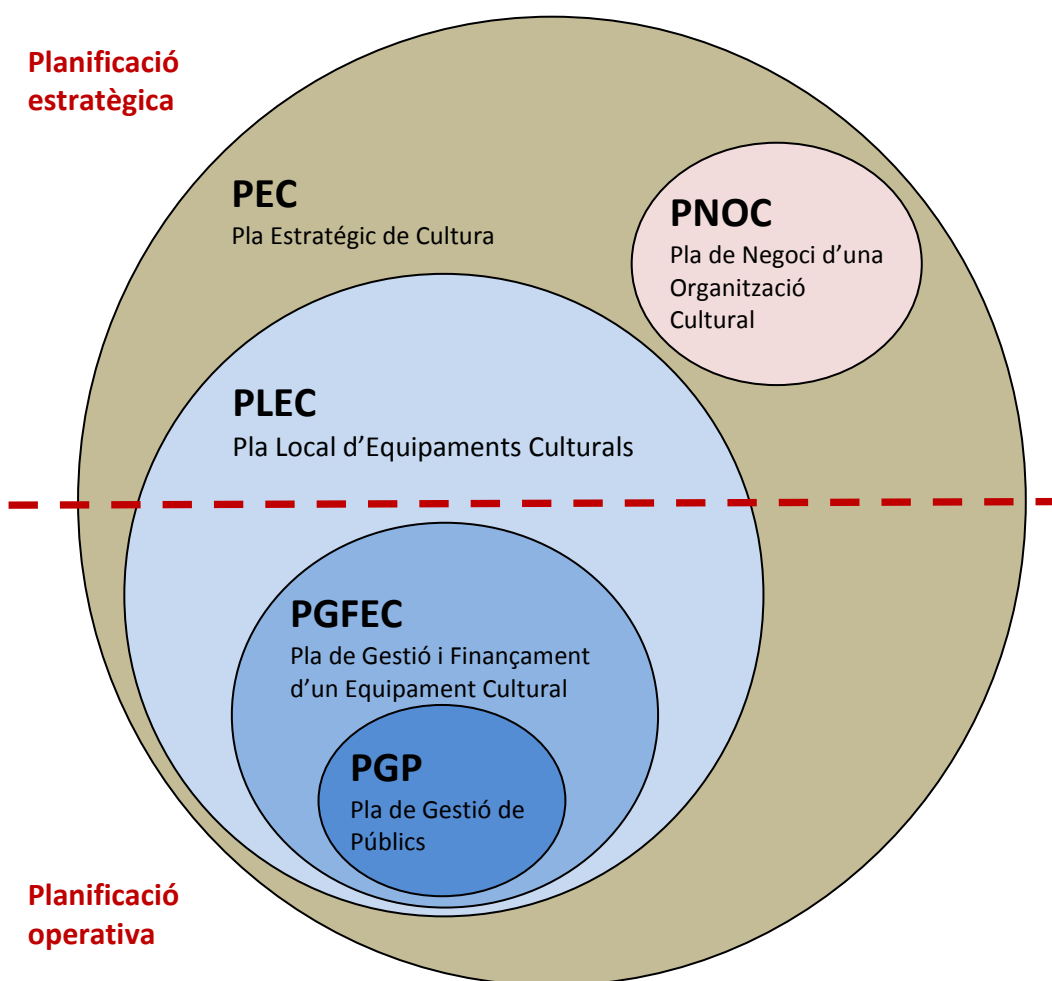 Planificació
estratègica
PEC
Pla Estratégic de Cultura
PNOC
Pla de Negoci d’una
Organització
Cultural
PLEC
Pla Local d’Equipaments Culturals
PGFEC
Pla de Gestió i Finançament
d’un Equipament Cultural
PGP
Pla de Gestió de
Públics
Planificació
operativa